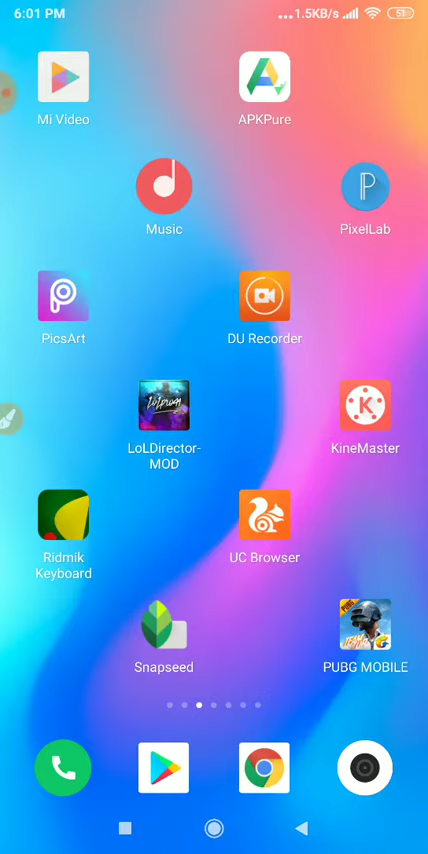 6:01 PM
...1.5KB/s
51
Mi Video
APKPure
Music
PixelLab
PicsArt
DU Recorder
LoLDirector-
MOD
KineMaster
Ridmik
Keyboard
UC Browser
Snapseed
PUBG MOBILE